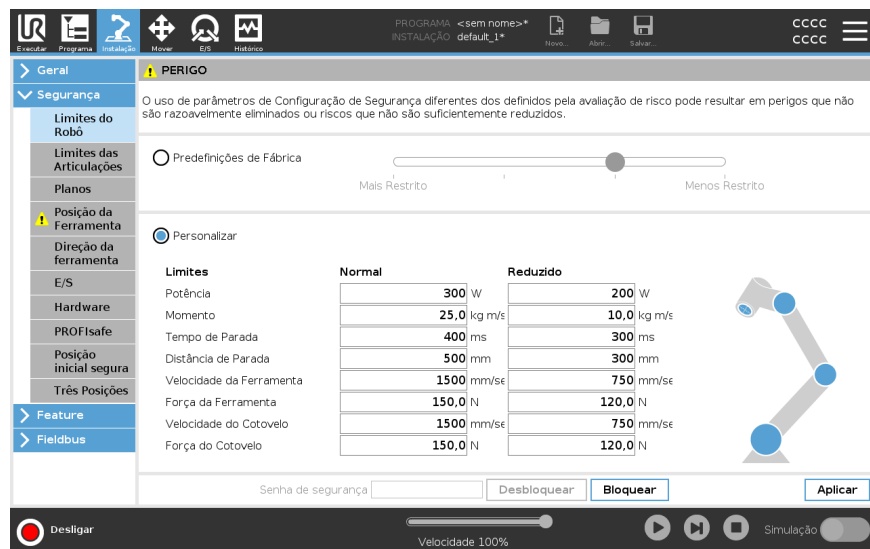 UR
Executar
Programa
Instalação
Mover
E/S
Histórico
PROGRAMA <sem nome>*
INSTALAÇÃO default_1*
Novo...
Abrir...
Salvar...
CCCC
CCCC
Geral
Segurança
Limites do
Robô
Limites das
Articulações
Planos
Posição da
Ferramenta
Direção da
ferramenta
E/S
Hardware
PROFIsafe
Posição
inicial segura
Três Posições
Feature
Fieldbus
PERIGO
O uso de parâmetros de Configuração de Segurança diferentes dos definidos pela avaliação de risco pode resultar em perigos que não
são razoavelmente eliminados ou riscos que não são suficientemente reduzidos.
Predefinições de Fábrica
Mais Restrito Menos Restrito
Personalizar
Limites Normal Reduzido
Potência 300 W 200 W
Momento 25,0 kg m/s 10,0 kg m/s
Tempo de Parada 400 ms 300 ms
Distância de Parada 500 mm 300 mm
Velocidade da Ferramenta 1500 mm/se 750 mm/se
Força da Ferramenta 150,0 N 120,0 N
Velocidade do Cotovelo 1500 mm/se 750 mm/se
Força do Cotovelo 150,0 N 120,0 N
Senha de segurança Desbloquear Bloquear Aplicar
Desligar
Velocidade 100%
Simulação